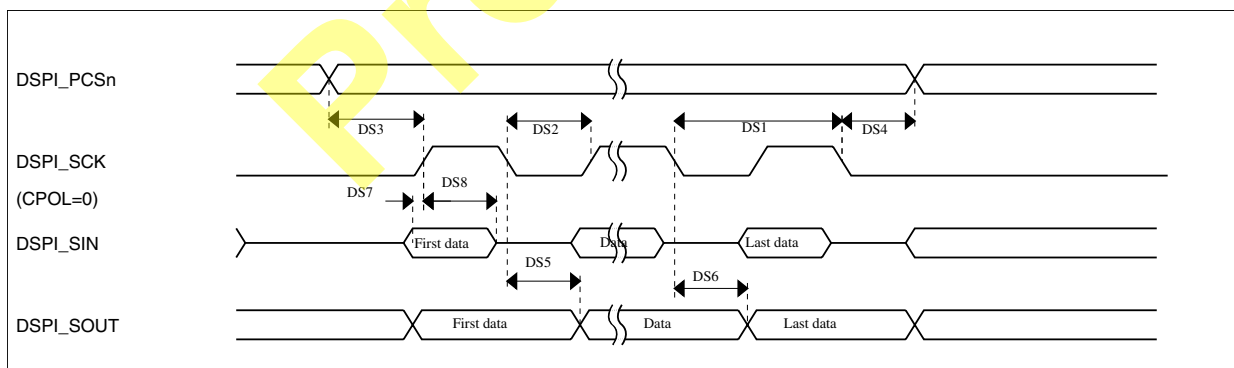 Pre
DSPI_PCSn
DS3
DS2
DS1
DS4
DSPI_SCK
(CPOL=0)
DS7
DS8
DSPI_SIN
First data
Data
Last data
DS5
DS6
DSPI_SOUT
First data
Data
Last data